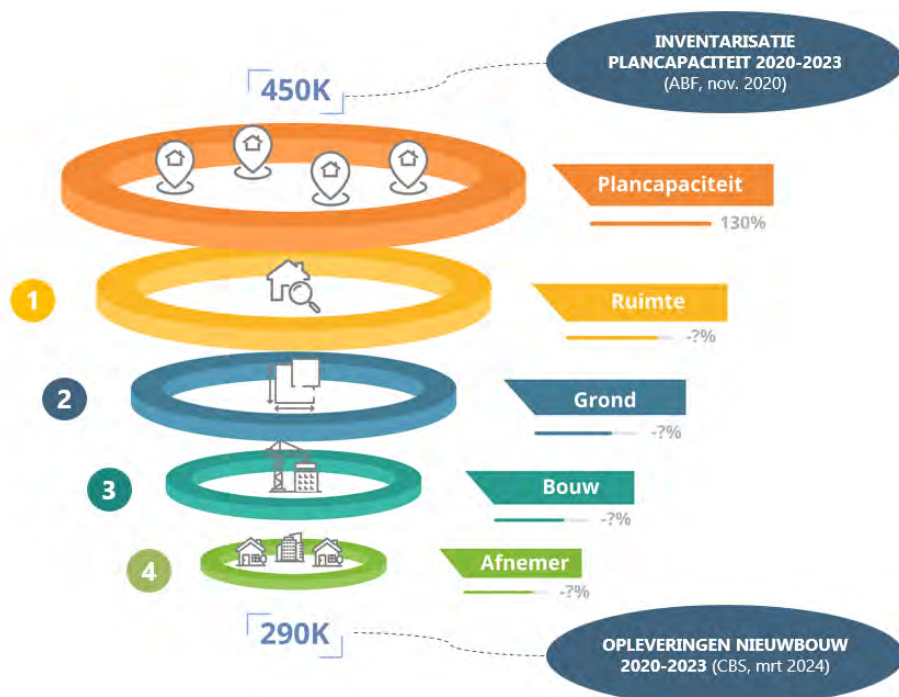 INVENTARISATIE
PLANCAPACITEIT 2020-2023
(ABF, nov. 2020)
450K
Plancapaciteit
130%
1
Ruimte
-?%
2
Grond
-?%
3
Bouw
-?%
4
Afnemer
-?%
290K
OPLEVERINGEN NIEUWBOUW
2020-2023 (CBS, mrt 2024)